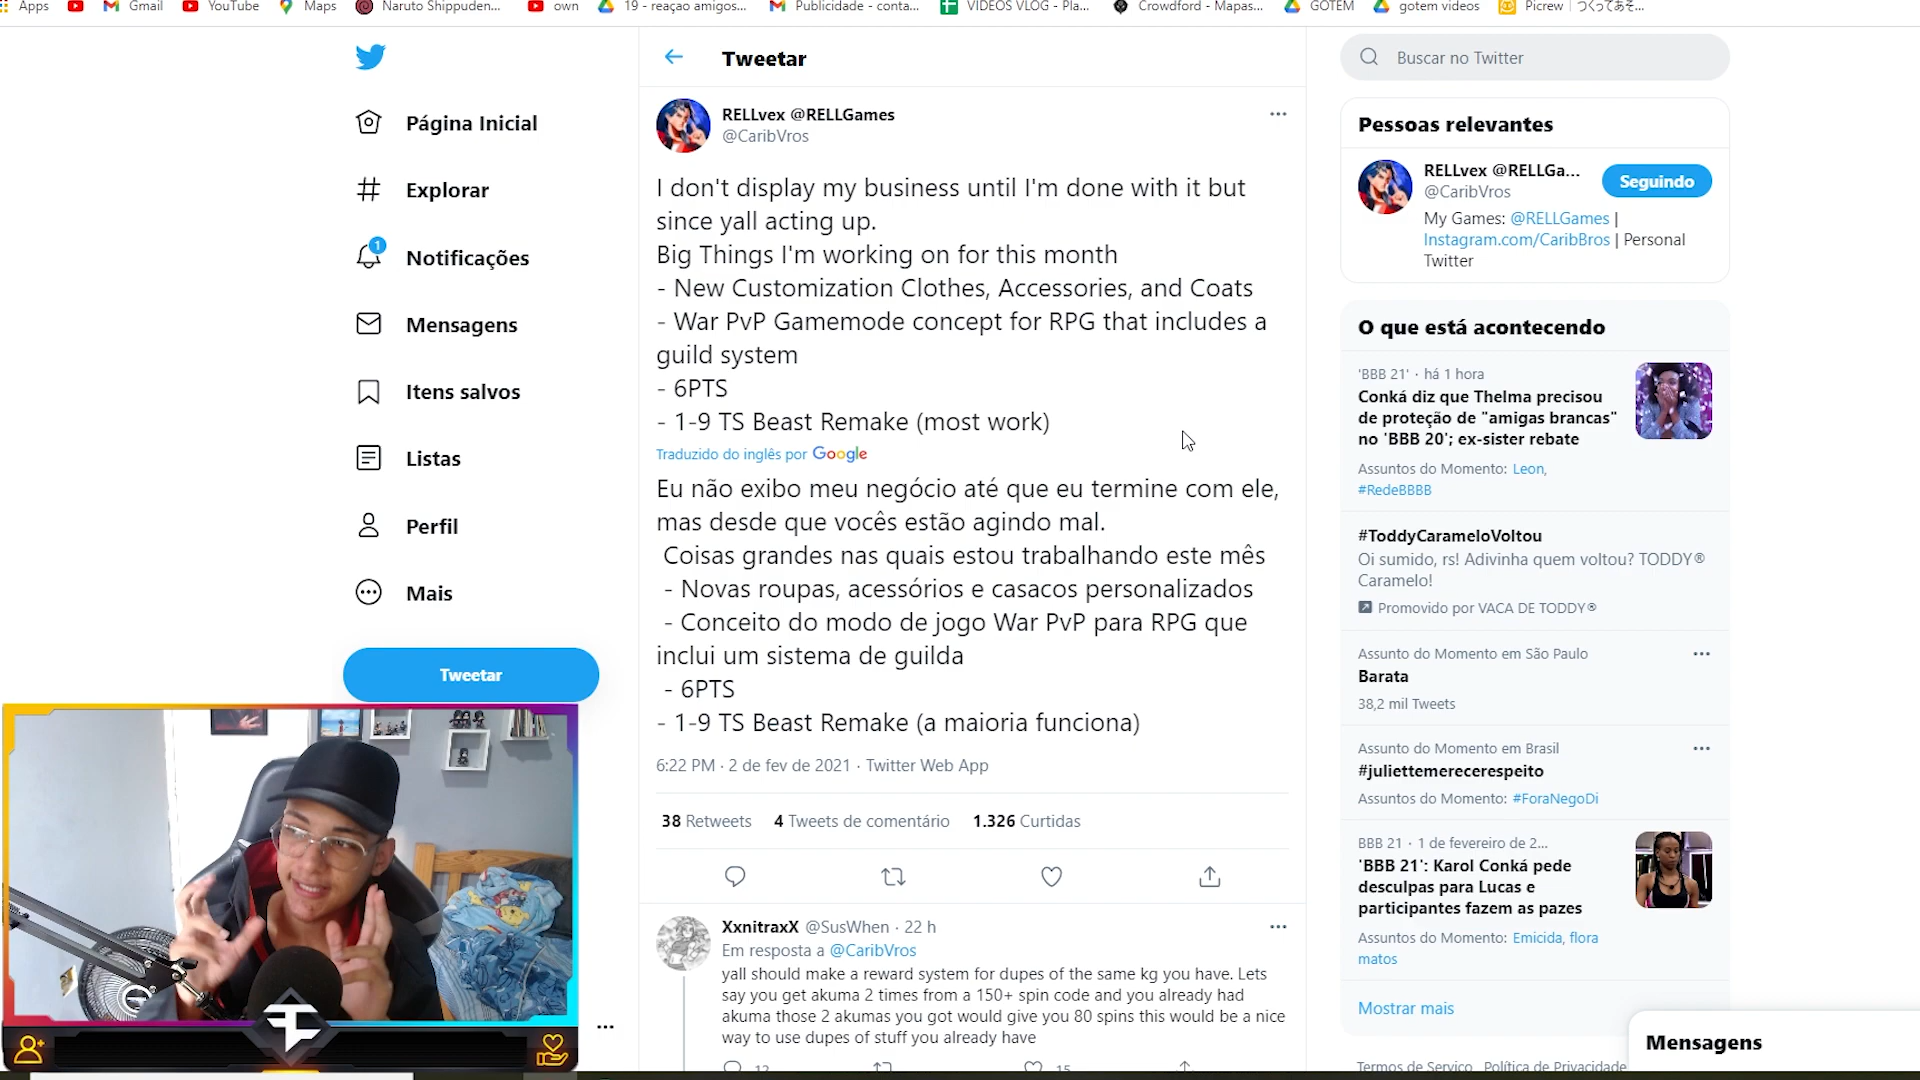 Apps
Gmail
YouTube
Maps
Naruto Shippuden...
own
19 - reaçao amigos...
Publicidade - conta...
VIDEOS VLOG - Pla...
Crowdford - Mapas...
GOTEM
gotem videos
Picrew | つくってあそ...
Página Inicial
Explorar
1
Notificações
Mensagens
Itens salvos
Listas
Perfil
Mais
Tweetar
Tweetar
RELLvex @RELLGames
@CaribVros
I don't display my business until I'm done with it but
since yall acting up.
Big Things I'm working on for this month
- New Customization Clothes, Accessories, and Coats
- War PvP Gamemode concept for RPG that includes a
guild system
- 6PTS
- 1-9 TS Beast Remake (most work)
Traduzido do inglês por Google
Eu não exibo meu negócio até que eu termine com ele,
mas desde que vocês estão agindo mal.
Coisas grandes nas quais estou trabalhando este mês
- Novas roupas, acessórios e casacos personalizados
- Conceito do modo de jogo War PvP para RPG que
inclui um sistema de guilda
- 6PTS
- 1-9 TS Beast Remake (a maioria funciona)
6:22 PM · 2 de fev de 2021 · Twitter Web App
38 Retweets 4 Tweets de comentário 1.326 Curtidas
XxnitraxX @SusWhen · 22 h
Em resposta a @CaribVros
yall should make a reward system for dupes of the same kg you have. Lets
say you get akuma 2 times from a 150+ spin code and you already had
akuma those 2 akumas you got would give you 80 spins this would be a nice
way to use dupes of stuff you already have
12
15
Buscar no Twitter
Pessoas relevantes
RELLvex @RELLGa...
@CaribVros
Seguindo
My Games: @RELLGames |
Instagram.com/CaribBros | Personal
Twitter
O que está acontecendo
'BBB 21' · há 1 hora
Conká diz que Thelma precisou
de proteção de "amigas brancas"
no 'BBB 20'; ex-sister rebate
Assuntos do Momento: Leon,
#RedeBBBB
#ToddyCarameloVoltou
Oi sumido, rs! Adivinha quem voltou? TODDY®
Caramelo!
Promovido por VACA DE TODDY®
Assunto do Momento em São Paulo
Barata
38,2 mil Tweets
Assunto do Momento em Brasil
#juliettemerecerespeito
Assuntos do Momento: #ForaNegoDi
BBB 21 · 1 de fevereiro de 2...
'BBB 21': Karol Conká pede
desculpas para Lucas e
participantes fazem as pazes
Assuntos do Momento: Emicida, flora
matos
Mostrar mais
Termos de Serviço Política de Privacidade
Mensagens